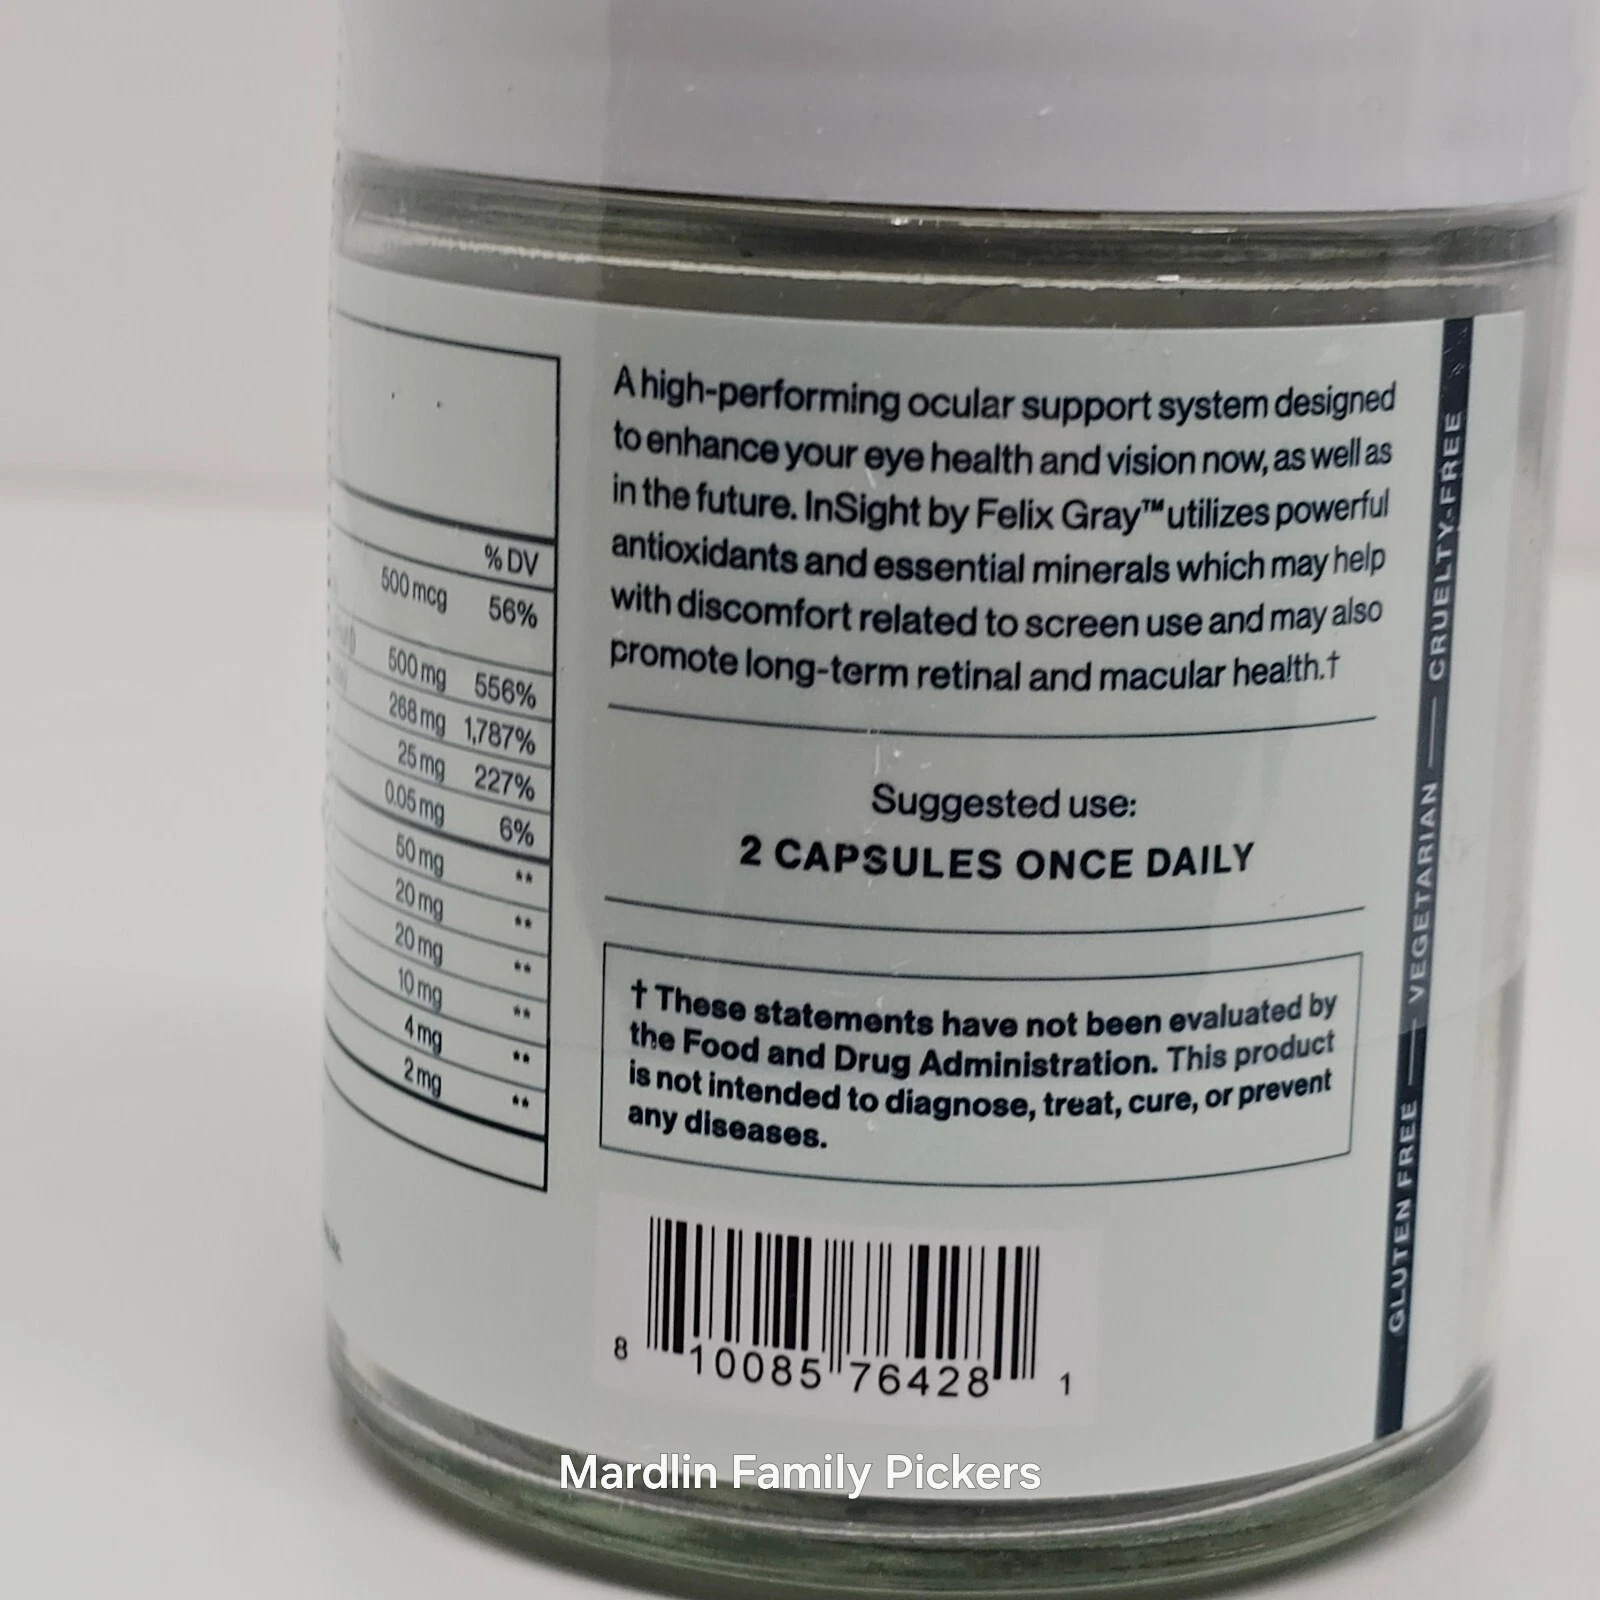 % DV
500 mcg 56%
500 mg 556%
268 mg 1,787%
25 mg 227%
0.05 mg 6%
50 mg **
20 mg **
20 mg **
10 mg **
4 mg **
2 mg **
A high-performing ocular support system designed
to enhance your eye health and vision now, as well as
in the future. InSight by Felix Gray™ utilizes powerful
antioxidants and essential minerals which may help
with discomfort related to screen use and may also
promote long-term retinal and macular health.†
Suggested use:
2 CAPSULES ONCE DAILY
† These statements have not been evaluated by
the Food and Drug Administration. This product
is not intended to diagnose, treat, cure, or prevent
any diseases.
8 10085 76428 1
GLUTEN FREE — VEGETARIAN — CRUELTY-FREE
Mardlin Family Pickers